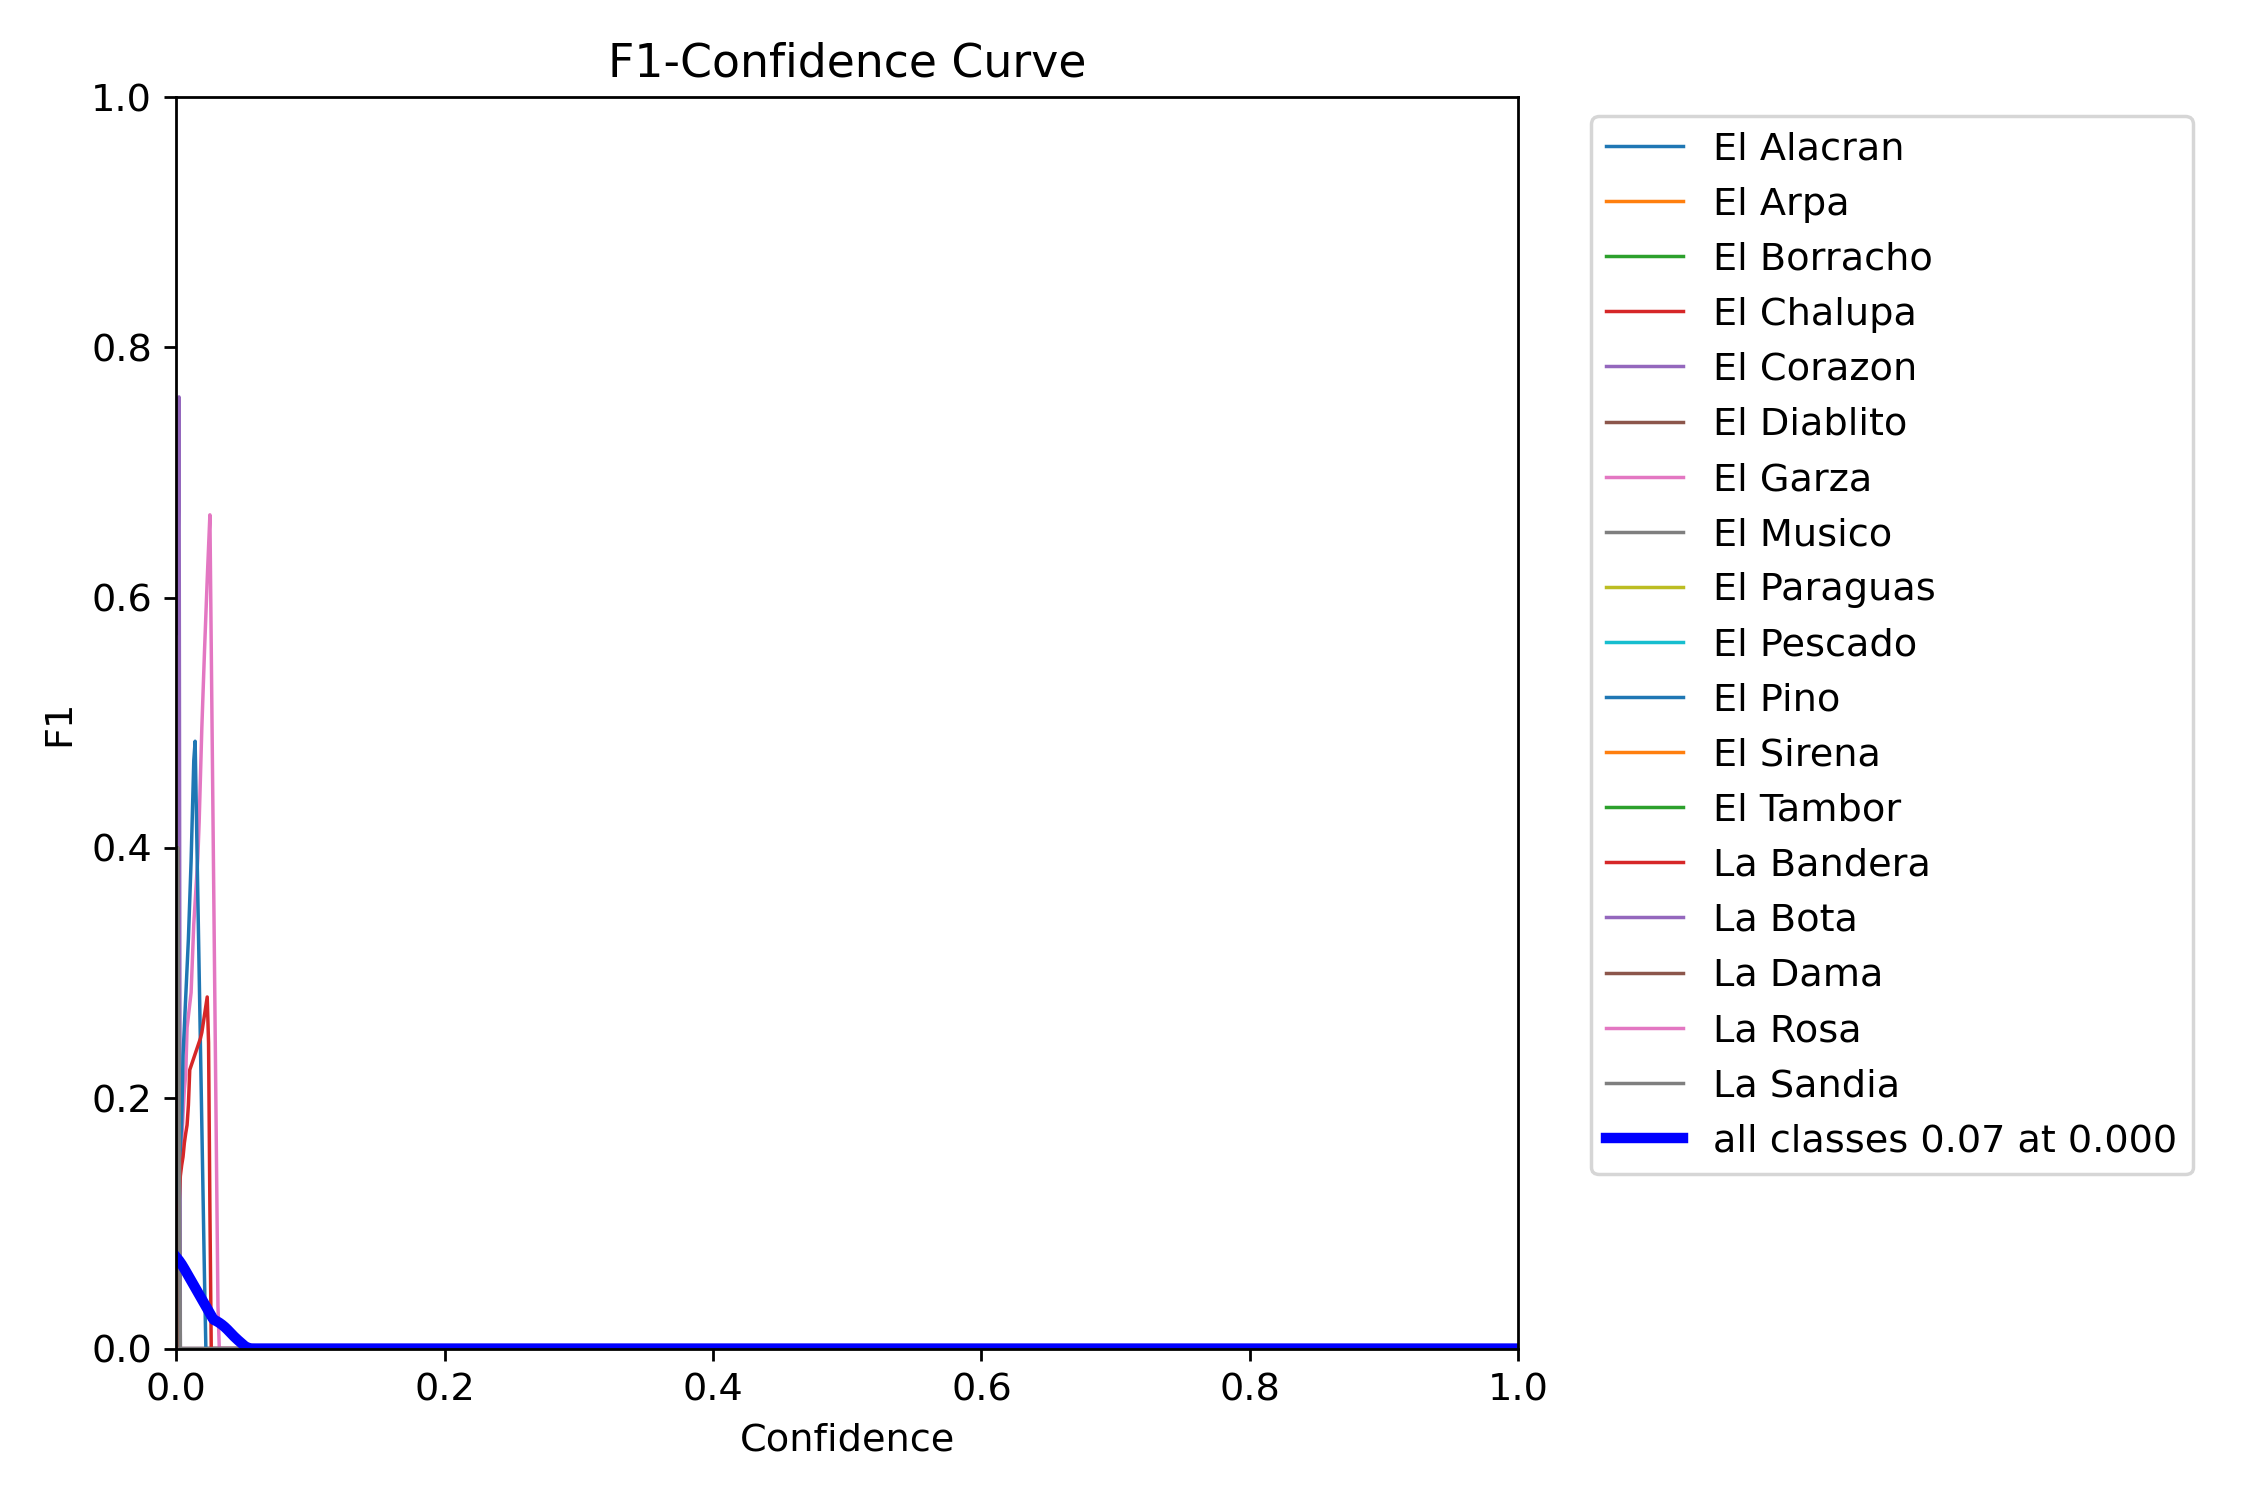 F1-Confidence Curve
1.0
0.8
0.6
0.4
0.2
0.0
F1
0.0 0.2 0.4 0.6 0.8 1.0
Confidence
El Alacran
El Arpa
El Borracho
El Chalupa
El Corazon
El Diablito
El Garza
El Musico
El Paraguas
El Pescado
El Pino
El Sirena
El Tambor
La Bandera
La Bota
La Dama
La Rosa
La Sandia
all classes 0.07 at 0.000